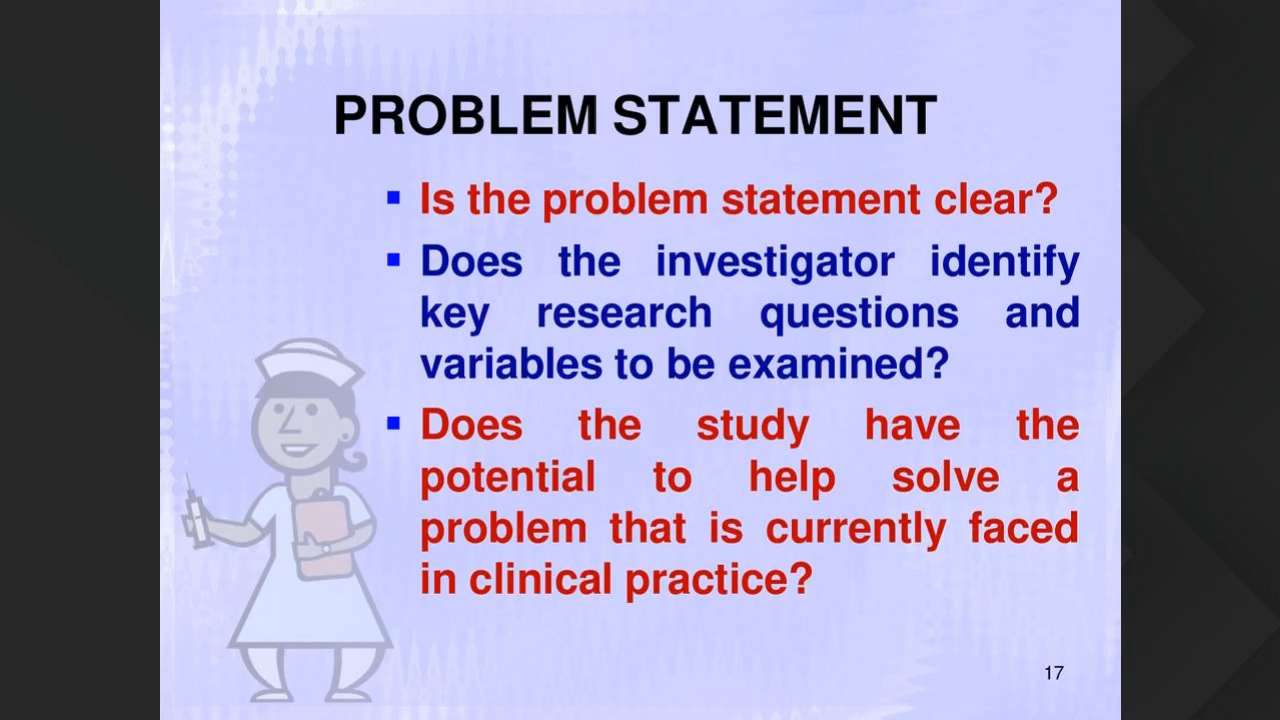 PROBLEM STATEMENT
▪ Is the problem statement clear?
▪ Does the investigator identify
key research questions and
variables to be examined?
▪ Does the study have the
potential to help solve a
problem that is currently faced
in clinical practice?
17